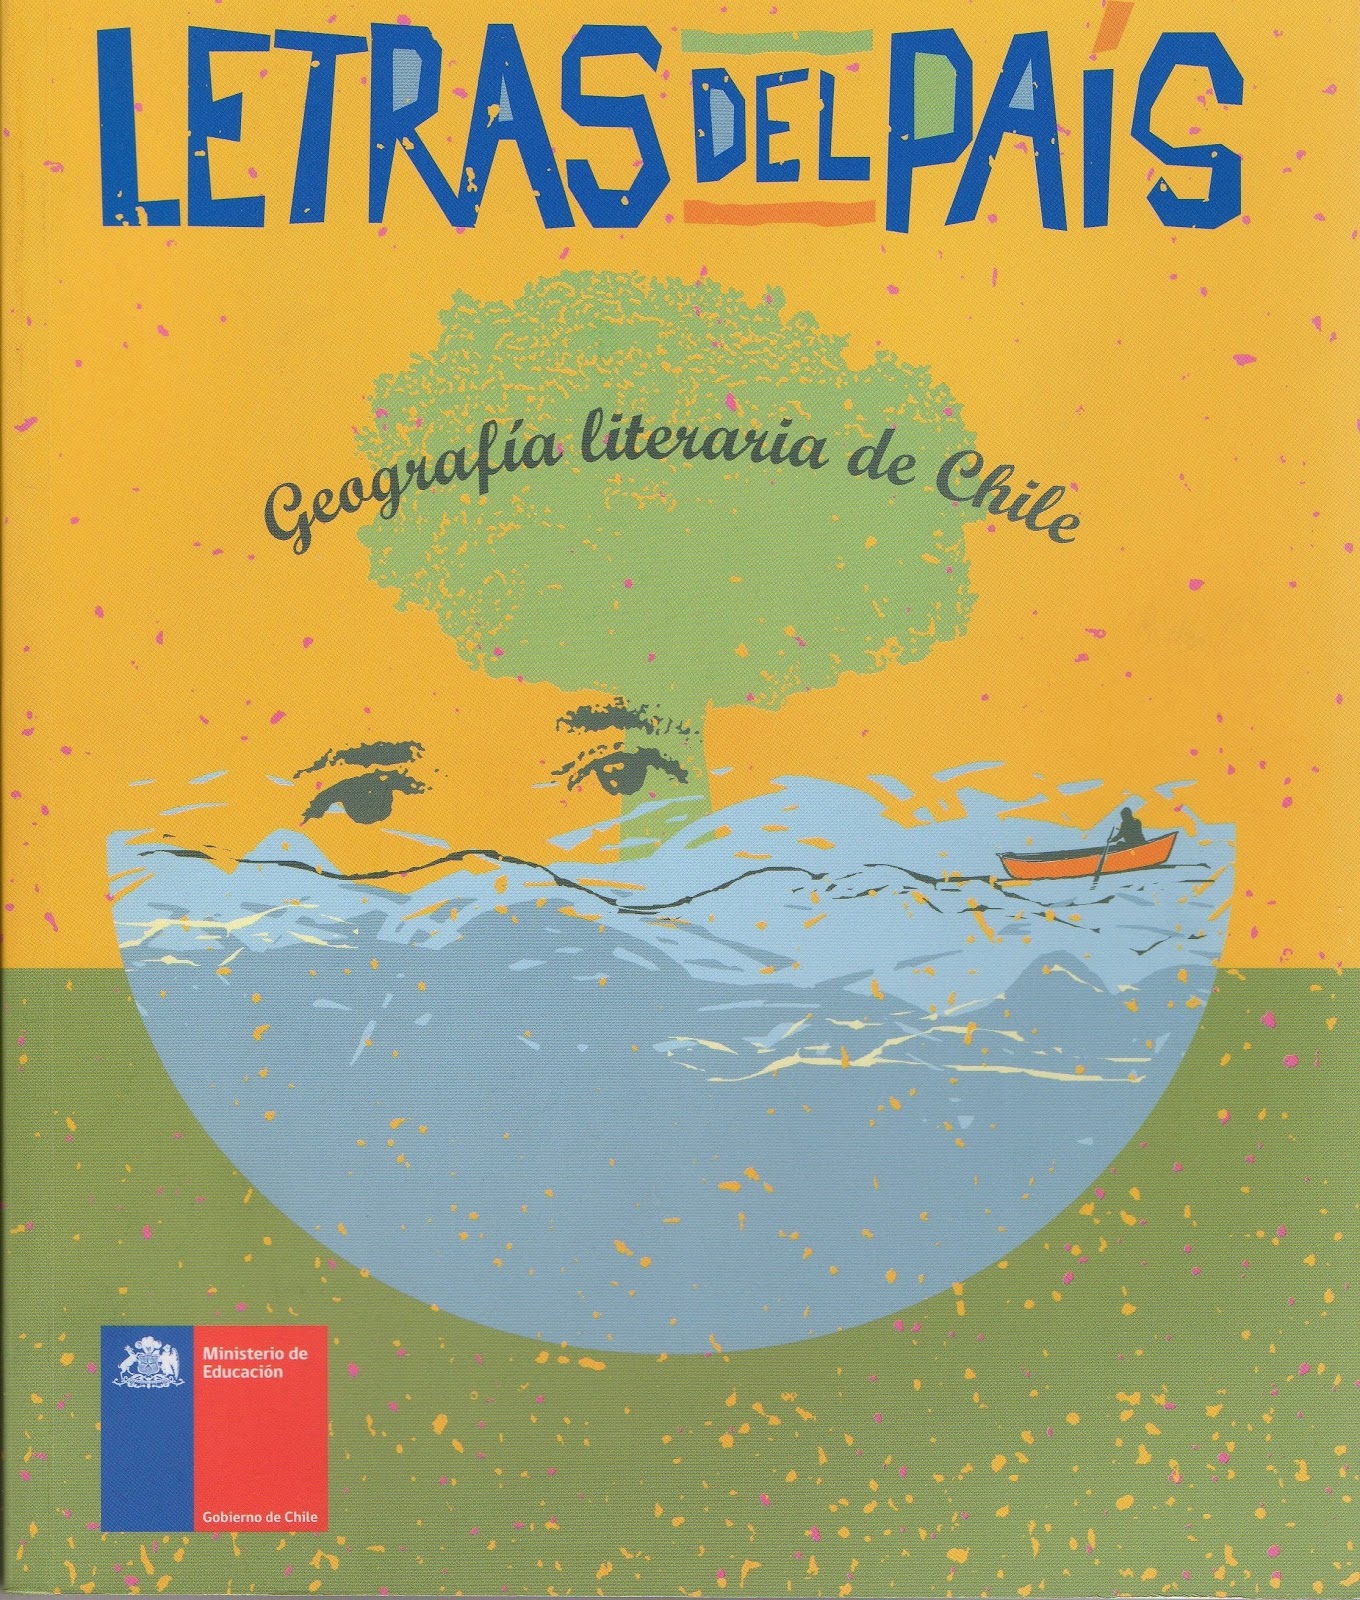 LETRAS DEL PAÍS
Geografía literaria de Chile
Ministerio de
Educación
Gobierno de Chile